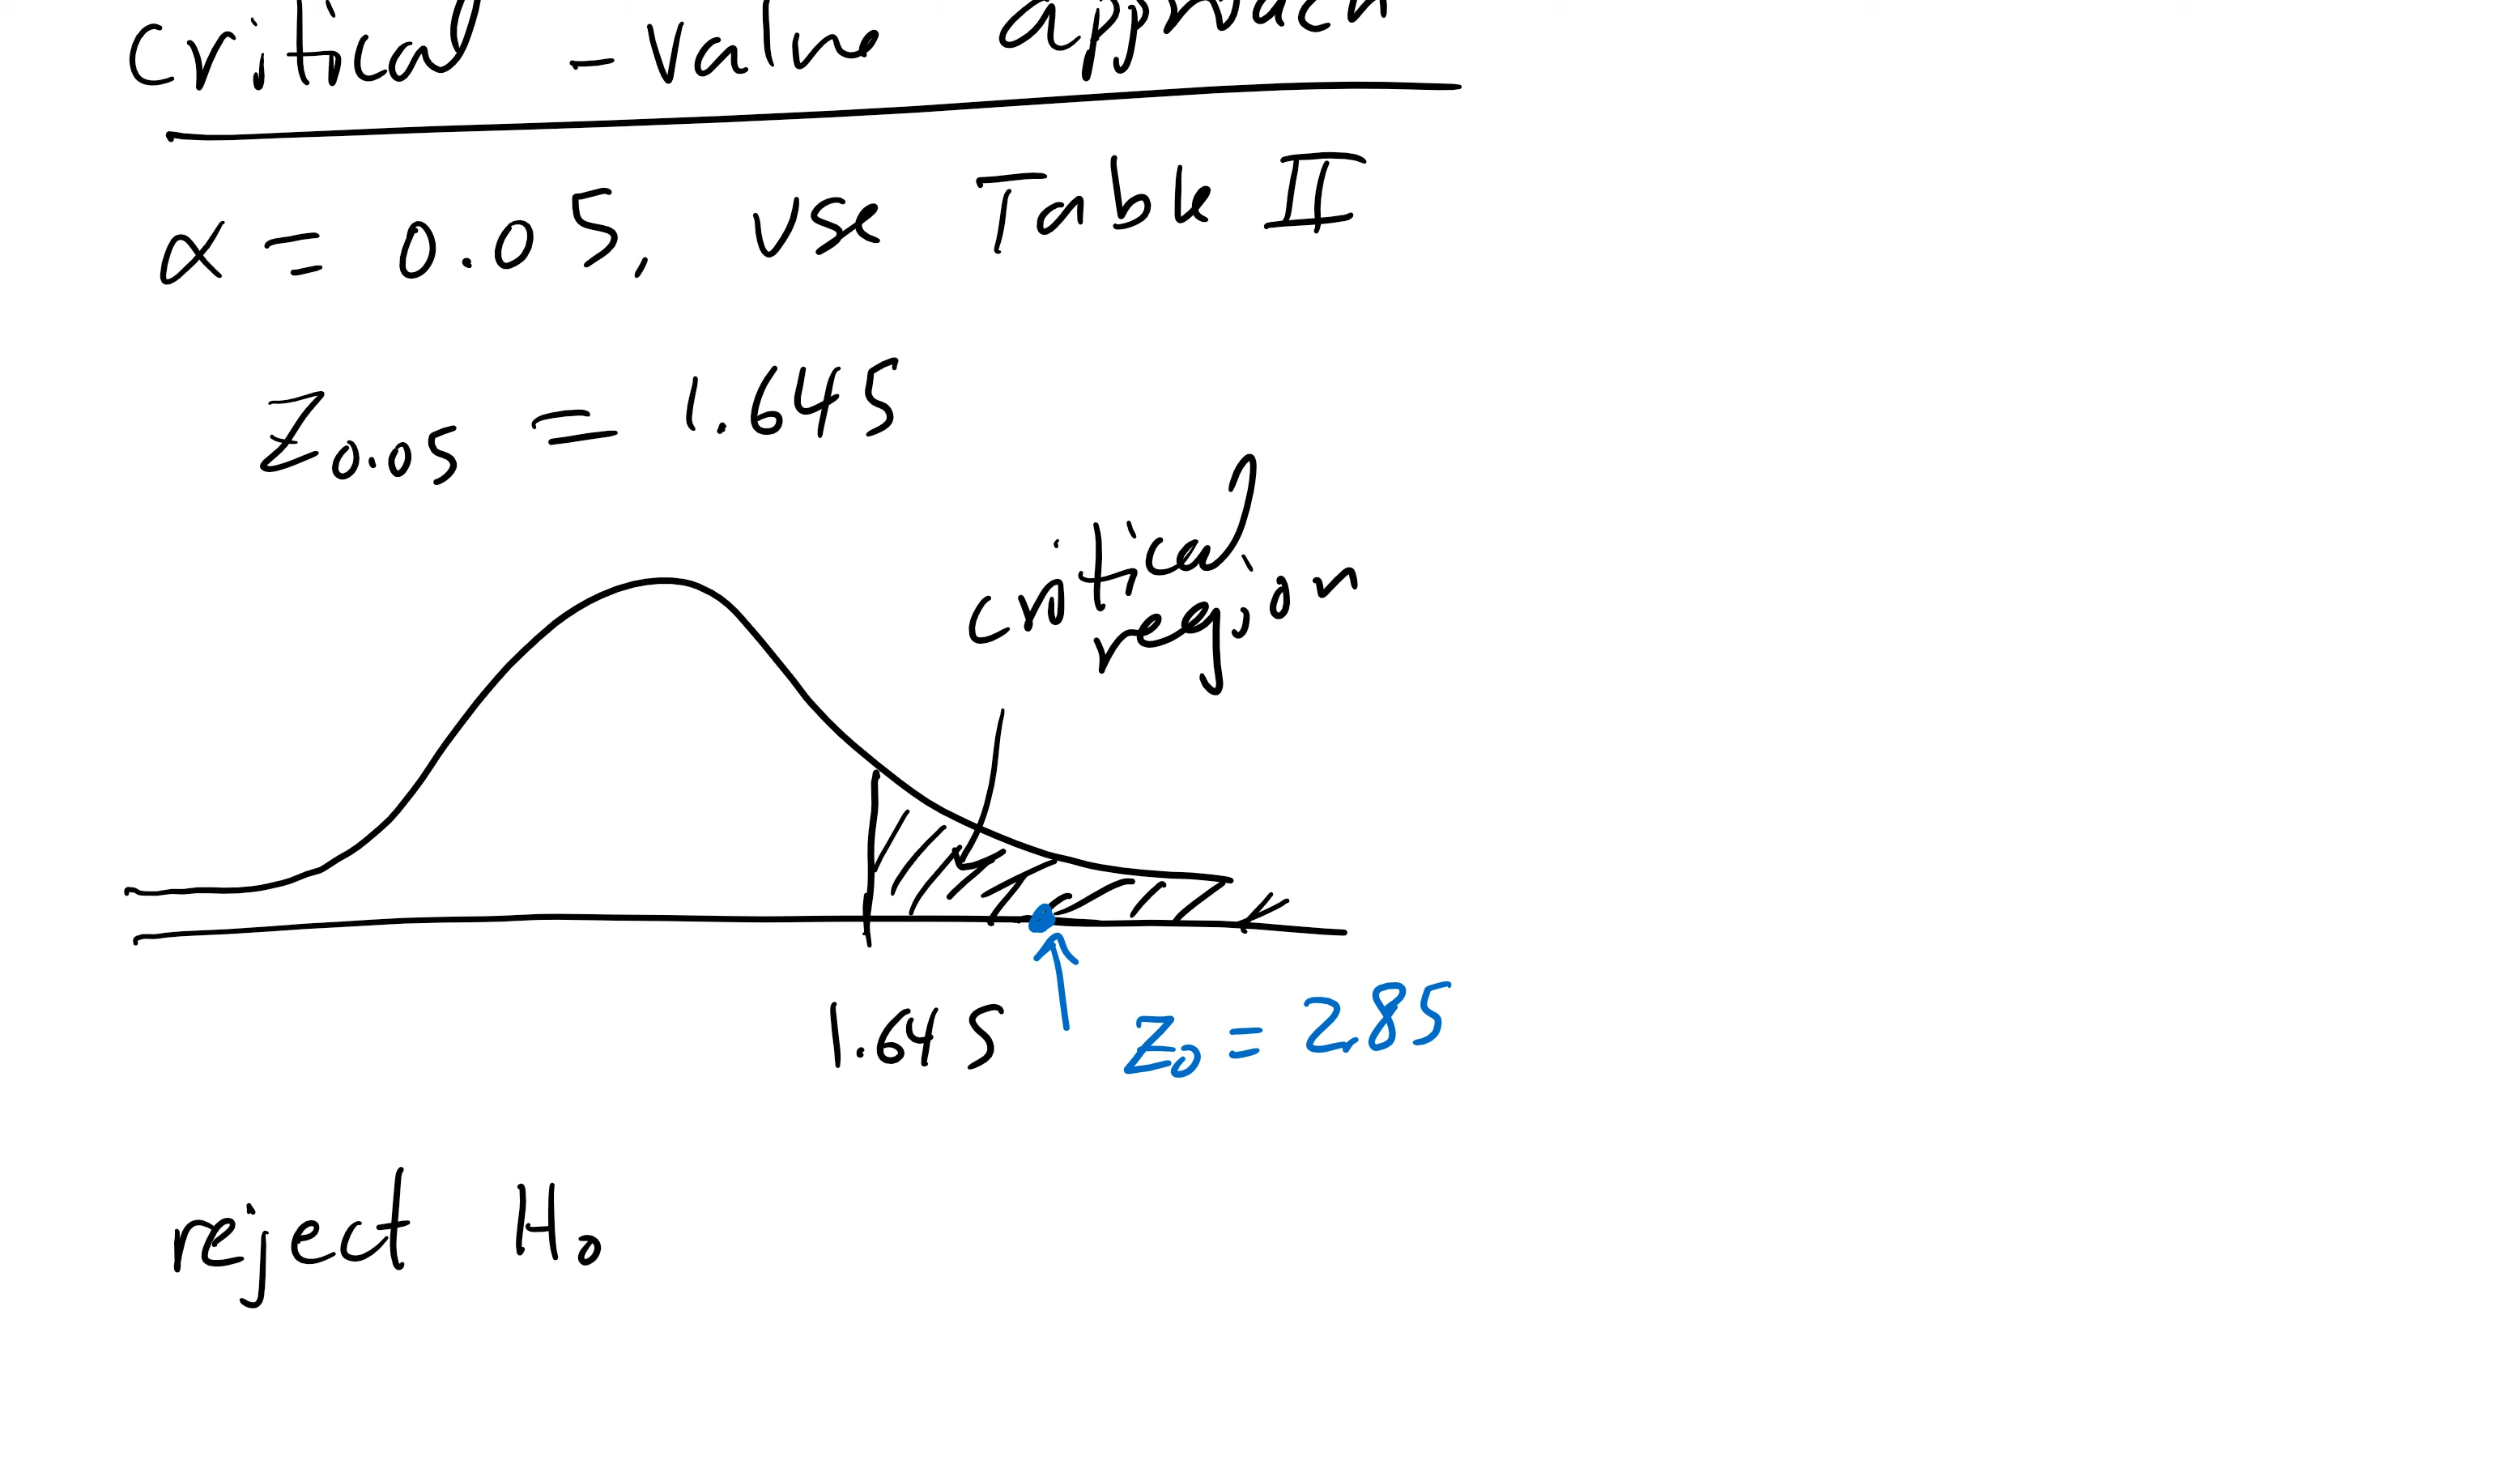 critical - value approach
α = 0.05, use Table II
Z0.05 = 1.645
critical
region
1.645
Z0 = 2.85
reject H0